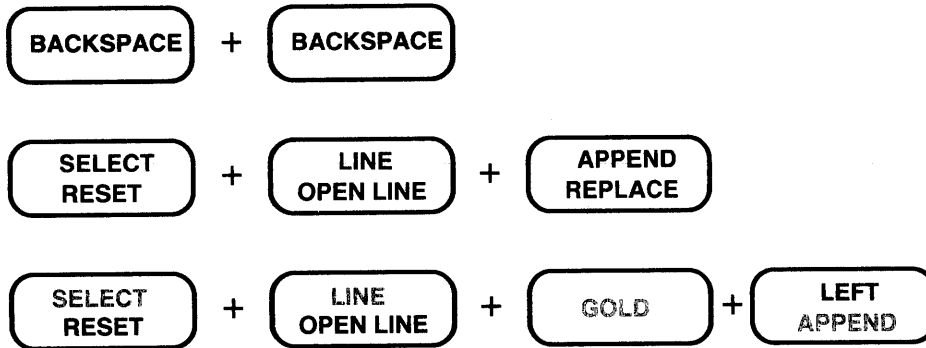 BACKSPACE + BACKSPACE
SELECT
RESET + LINE
OPEN LINE + APPEND
REPLACE
SELECT
RESET + LINE
OPEN LINE + GOLD + LEFT
APPEND